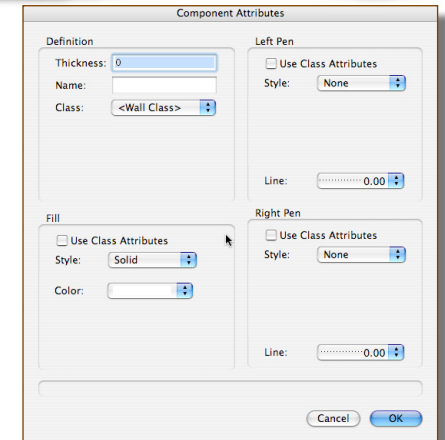 Component Attributes
Definition
Thickness: 0
Name:
Class: <Wall Class>
Left Pen
Use Class Attributes
Style: None
Line: 0.00
Fill
Use Class Attributes
Style: Solid
Color:
Right Pen
Use Class Attributes
Style: None
Line: 0.00
Cancel OK